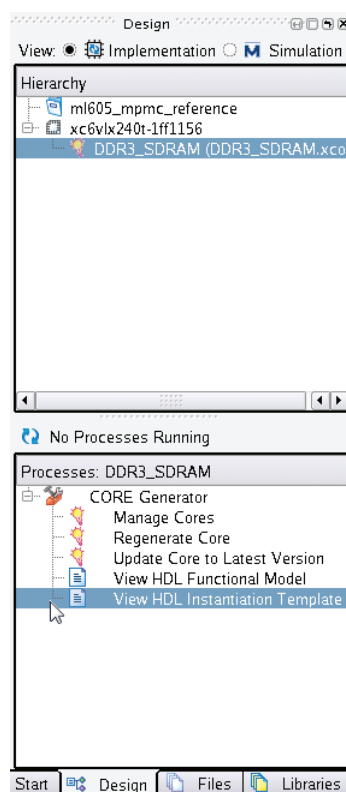 Design
View: Implementation Simulation
Hierarchy
ml605_mpmc_reference
xc6vlx240t-1ff1156
DDR3_SDRAM (DDR3_SDRAM.xco
No Processes Running
Processes: DDR3_SDRAM
CORE Generator
Manage Cores
Regenerate Core
Update Core to Latest Version
View HDL Functional Model
View HDL Instantiation Template
Start Design Files Libraries